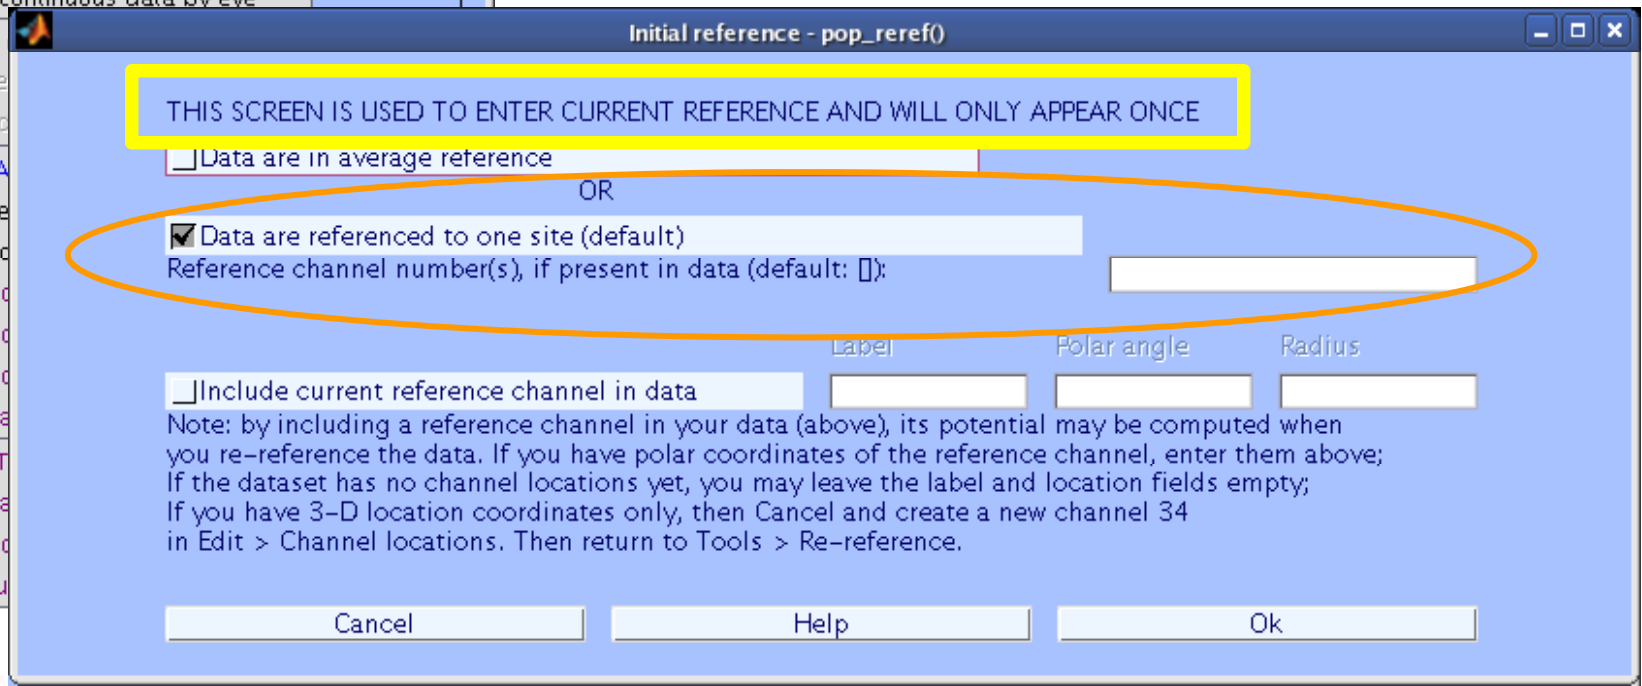 continuous data by eye
Initial reference - pop_reref()
THIS SCREEN IS USED TO ENTER CURRENT REFERENCE AND WILL ONLY APPEAR ONCE
Data are in average reference
OR
Data are referenced to one site (default)
Reference channel number(s), if present in data (default: []):
Label Polar angle Radius
Include current reference channel in data
Note: by including a reference channel in your data (above), its potential may be computed when
you re-reference the data. If you have polar coordinates of the reference channel, enter them above;
If the dataset has no channel locations yet, you may leave the label and location fields empty;
If you have 3-D location coordinates only, then Cancel and create a new channel 34
in Edit > Channel locations. Then return to Tools > Re-reference.
Cancel Help Ok